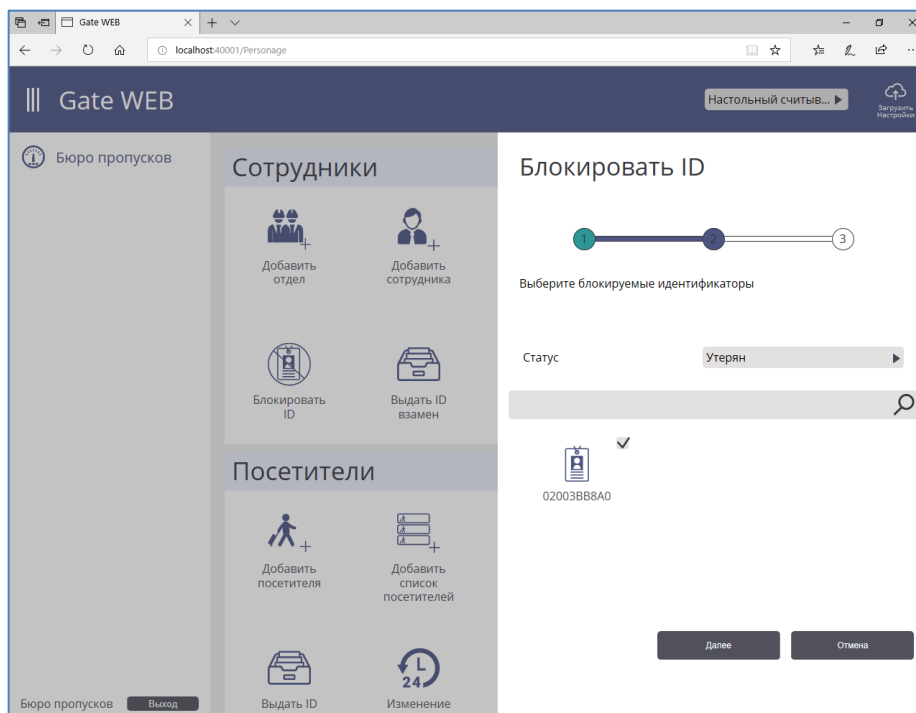 Gate WEB
localhost:40001/Personage
Gate WEB
Настольный считыв...
Загрузить
Настройки
Бюро пропусков
Сотрудники
Добавить
отдел
Добавить
сотрудника
Блокировать
ID
Выдать ID
взамен
Посетители
Добавить
посетителя
Добавить
список
посетителей
L
24
Выдать ID
Изменение
Бюро пропусков
Выход
Блокировать ID
1
2
3
Выберите блокируемые идентификаторы
Статус
Утерян
02003BB8A0
Далее
Отмена